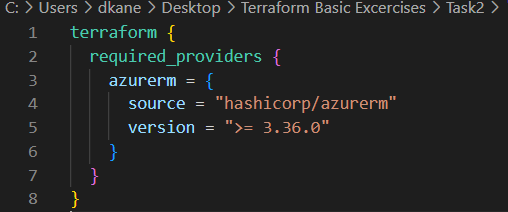 C: > Users > dkane > Desktop > Terraform Basic Excercises > Task2 >
1 terraform {
2   required_providers {
3     azurerm = {
4       source = "hashicorp/azurerm"
5       version = ">= 3.36.0"
6     }
7   }
8 }